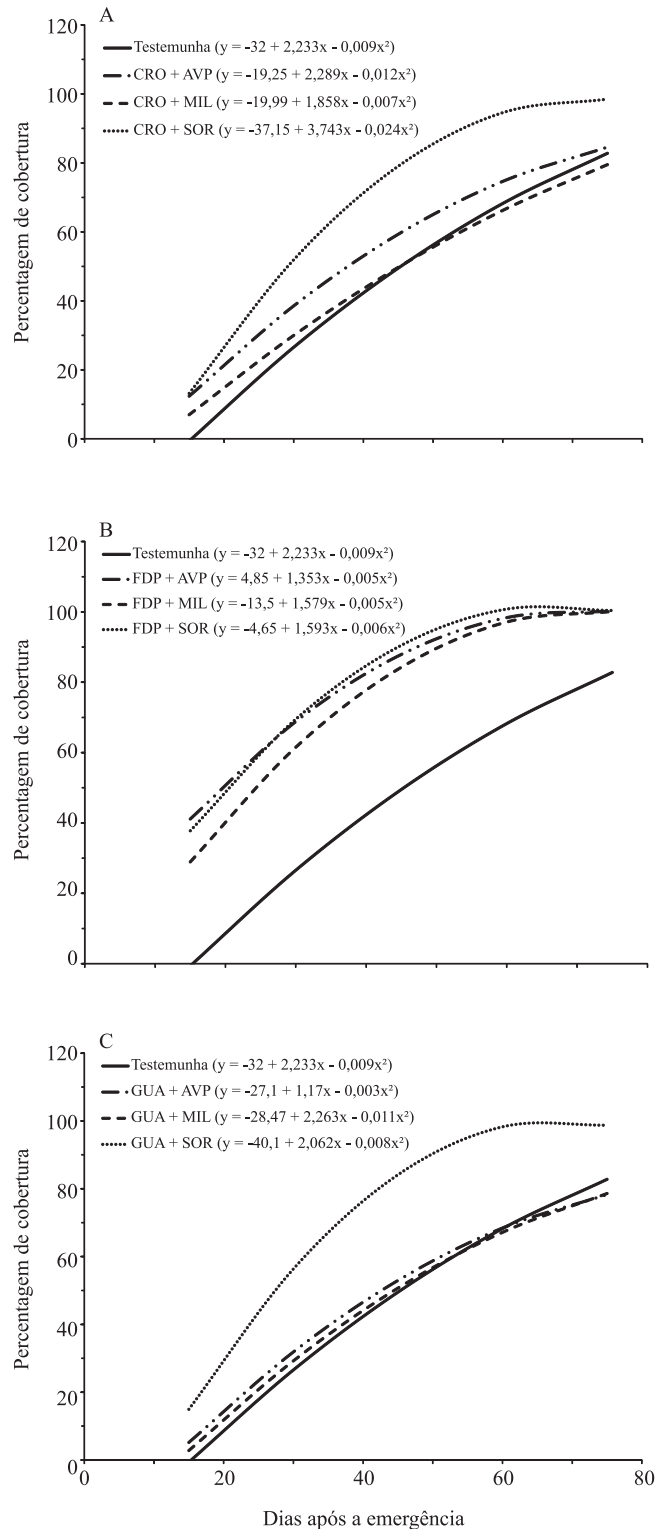 A
120
100
80
60
40
20
0
Percentagem de cobertura
Testemunha (y = -32 + 2,233x - 0,009x²)
CRO + AVP (y = -19,25 + 2,289x - 0,012x²)
CRO + MIL (y = -19,99 + 1,858x - 0,007x²)
CRO + SOR (y = -37,15 + 3,743x - 0,024x²)
0
20
40
60
80
B
120
100
80
60
40
20
0
Percentagem de cobertura
Testemunha (y = -32 + 2,233x - 0,009x²)
FDP + AVP (y = 4,85 + 1,353x - 0,005x²)
FDP + MIL (y = -13,5 + 1,579x - 0,005x²)
FDP + SOR (y = -4,65 + 1,593x - 0,006x²)
C
120
100
80
60
40
20
0
Percentagem de cobertura
Testemunha (y = -32 + 2,233x - 0,009x²)
GUA + AVP (y = -27,1 + 1,17x - 0,003x²)
GUA + MIL (y = -28,47 + 2,263x - 0,011x²)
GUA + SOR (y = -40,1 + 2,062x - 0,008x²)
0
20
40
60
80
Dias após a emergência